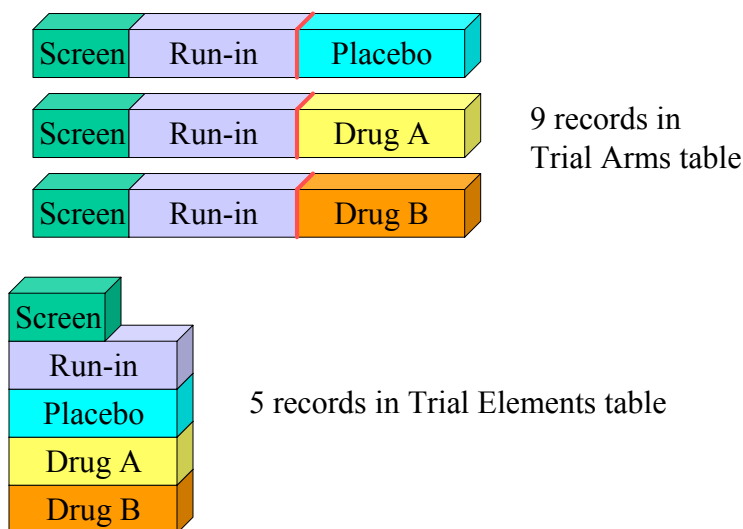 Screen Run-in Placebo
Screen Run-in Drug A
Screen Run-in Drug B
9 records in
Trial Arms table
Screen
Run-in
Placebo
Drug A
Drug B
5 records in Trial Elements table